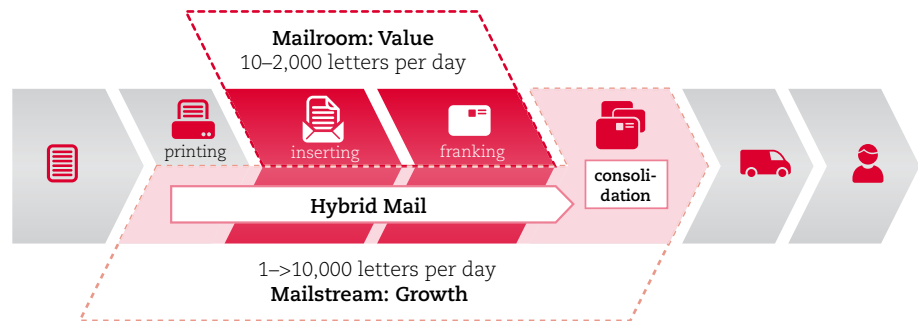 Mailroom: Value
10–2,000 letters per day
printing
inserting
franking
consoli-
dation
Hybrid Mail
1–>10,000 letters per day
Mailstream: Growth